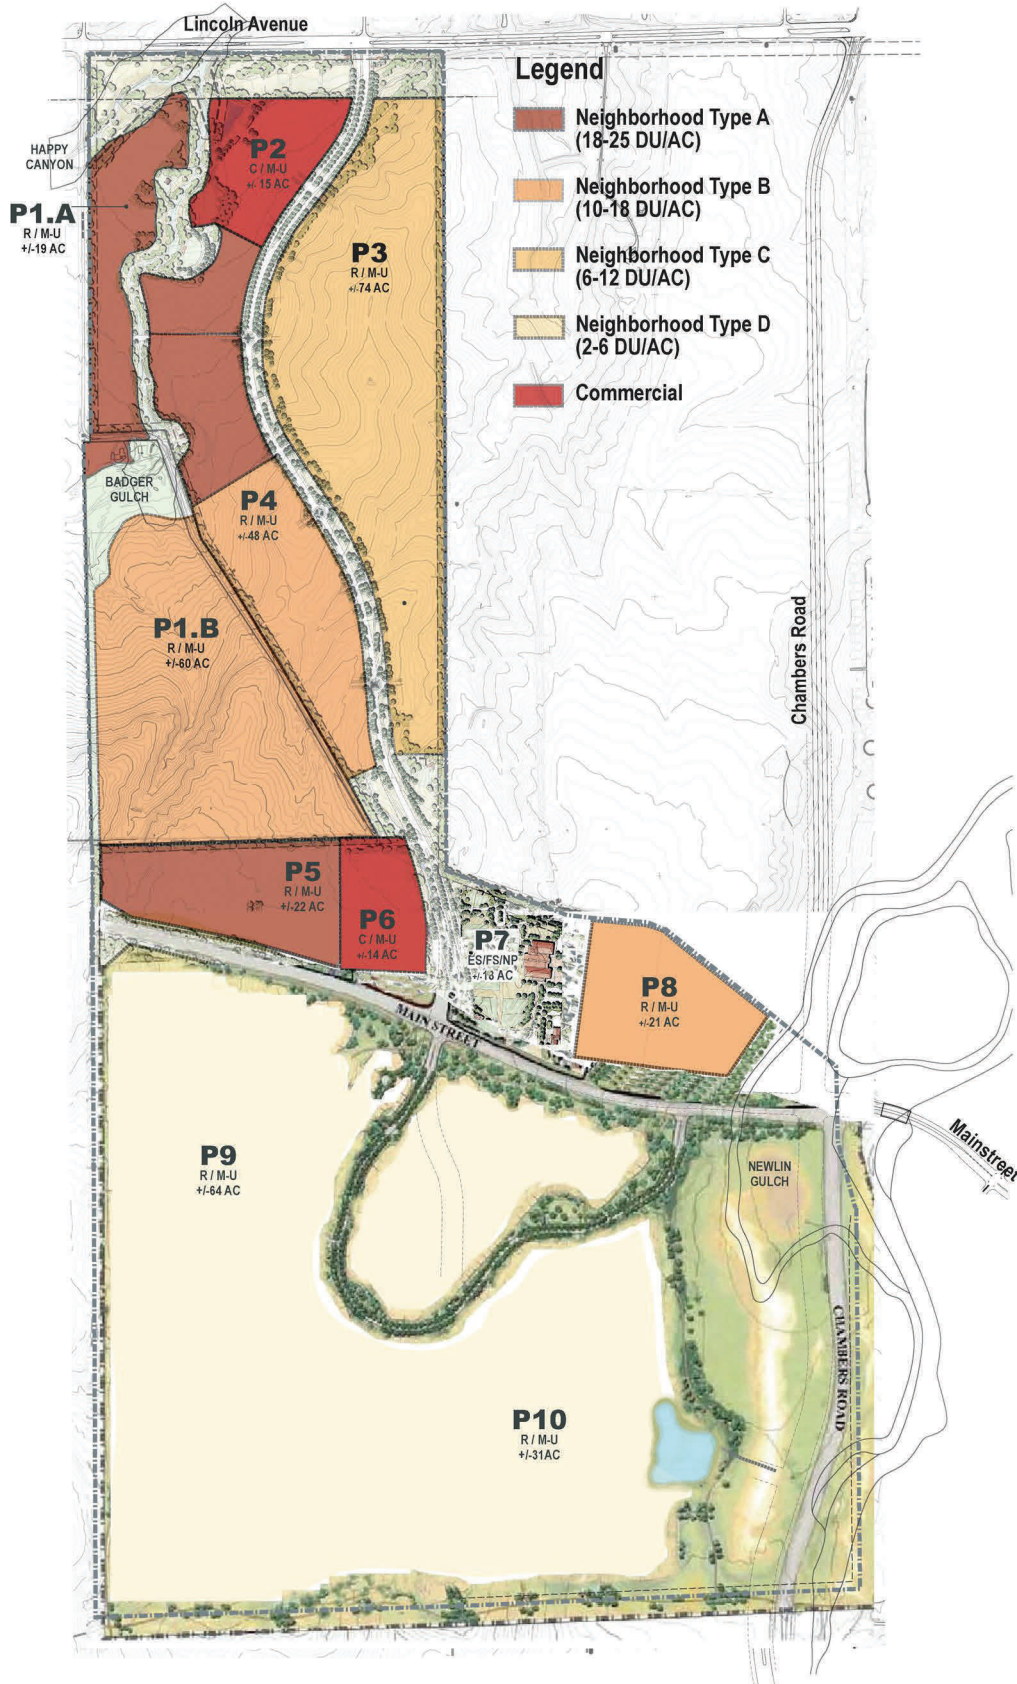 Lincoln Avenue
Legend
Neighborhood Type A
(18-25 DU/AC)
Neighborhood Type B
(10-18 DU/AC)
Neighborhood Type C
(6-12 DU/AC)
Neighborhood Type D
(2-6 DU/AC)
Commercial
HAPPY
CANYON
P1.A
R / M-U
+/-19 AC
P2
C / M-U
+/- 15 AC
P3
R / M-U
+/-74 AC
BADGER
GULCH
P4
R / M-U
+/-48 AC
P1.B
R / M-U
+/-60 AC
Chambers Road
P5
R / M-U
+/-22 AC
P6
C / M-U
+/-14 AC
P7
ES/FS/NP
+/-18 AC
P8
R / M-U
+/-21 AC
MAIN STREET
Mainstreet
P9
R / M-U
+/-64 AC
NEWLIN
GULCH
CHAMBERS ROAD
P10
R / M-U
+/-31AC